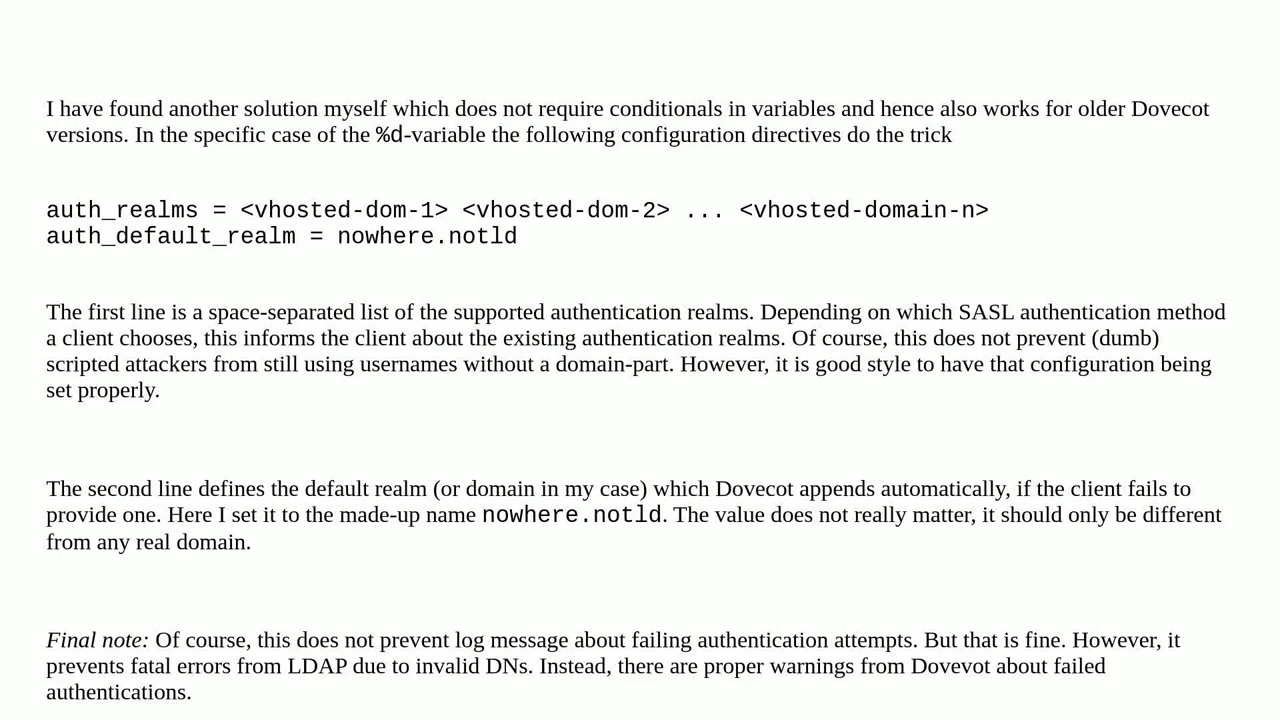 I have found another solution myself which does not require conditionals in variables and hence also works for older Dovecot
versions. In the specific case of the %d-variable the following configuration directives do the trick
auth_realms = <vhosted-dom-1> <vhosted-dom-2> ... <vhosted-domain-n>
auth_default_realm = nowhere.notld
The first line is a space-separated list of the supported authentication realms. Depending on which SASL authentication method
a client chooses, this informs the client about the existing authentication realms. Of course, this does not prevent (dumb)
scripted attackers from still using usernames without a domain-part. However, it is good style to have that configuration being
set properly.
The second line defines the default realm (or domain in my case) which Dovecot appends automatically, if the client fails to
provide one. Here I set it to the made-up name nowhere.notld. The value does not really matter, it should only be different
from any real domain.
Final note: Of course, this does not prevent log message about failing authentication attempts. But that is fine. However, it
prevents fatal errors from LDAP due to invalid DNs. Instead, there are proper warnings from Dovevot about failed
authentications.